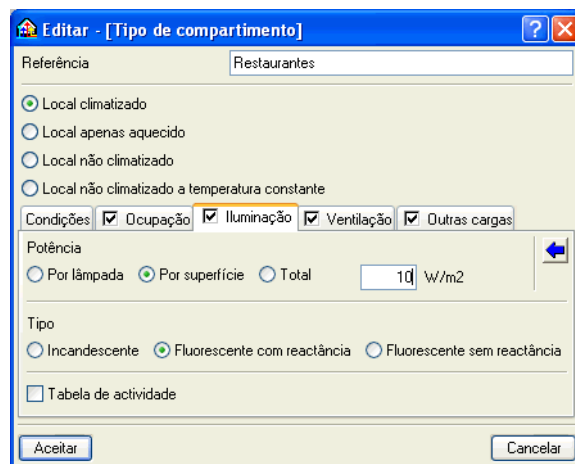 Editar - [Tipo de compartimento]
Referência Restaurantes
Local climatizado
Local apenas aquecido
Local não climatizado
Local não climatizado a temperatura constante
Condições Ocupação Iluminação Ventilação Outras cargas
Potência
Por lâmpada Por superfície Total 10 W/m2
Tipo
Incandescente Fluorescente com reactância Fluorescente sem reactância
Tabela de actividade
Aceitar Cancelar